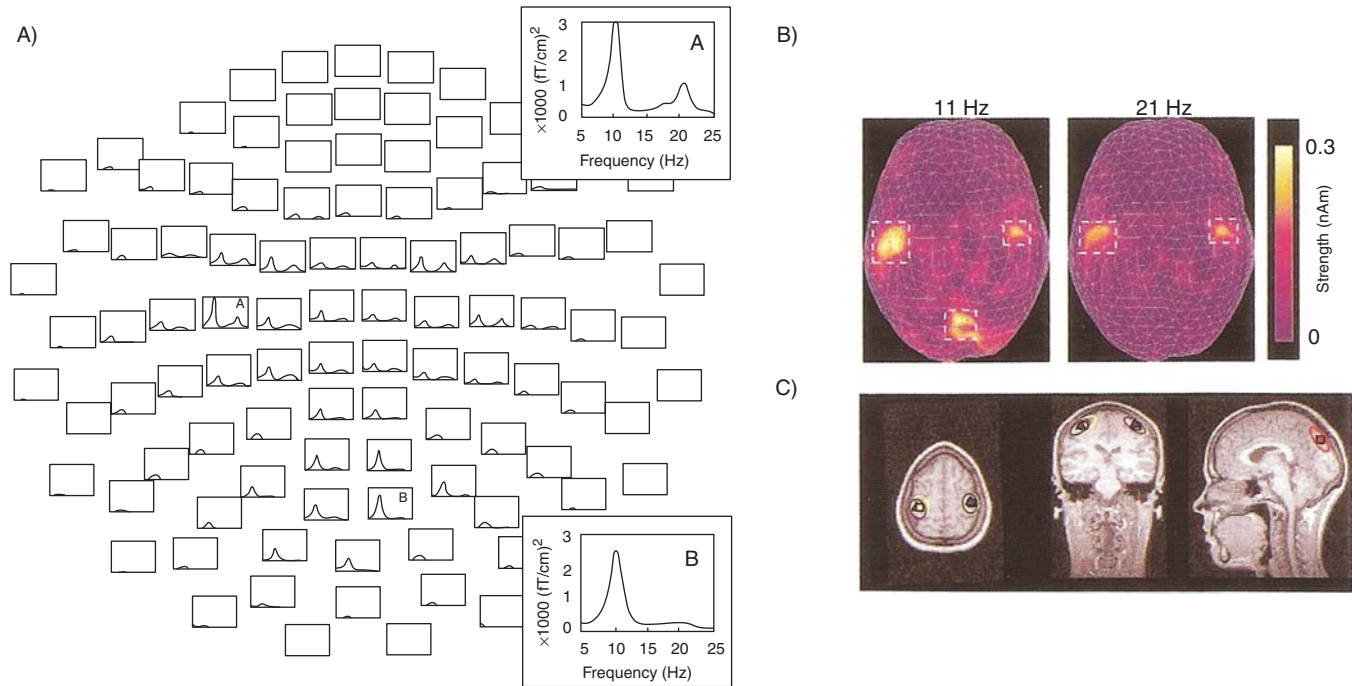 A)
A
×1000 (fT/cm)²
3
2
1
0
5 10 15 20 25
Frequency (Hz)
A
B
B
×1000 (fT/cm)²
3
2
1
0
5 10 15 20 25
Frequency (Hz)
B)
11 Hz
21 Hz
0.3
0
Strength (nAm)
C)